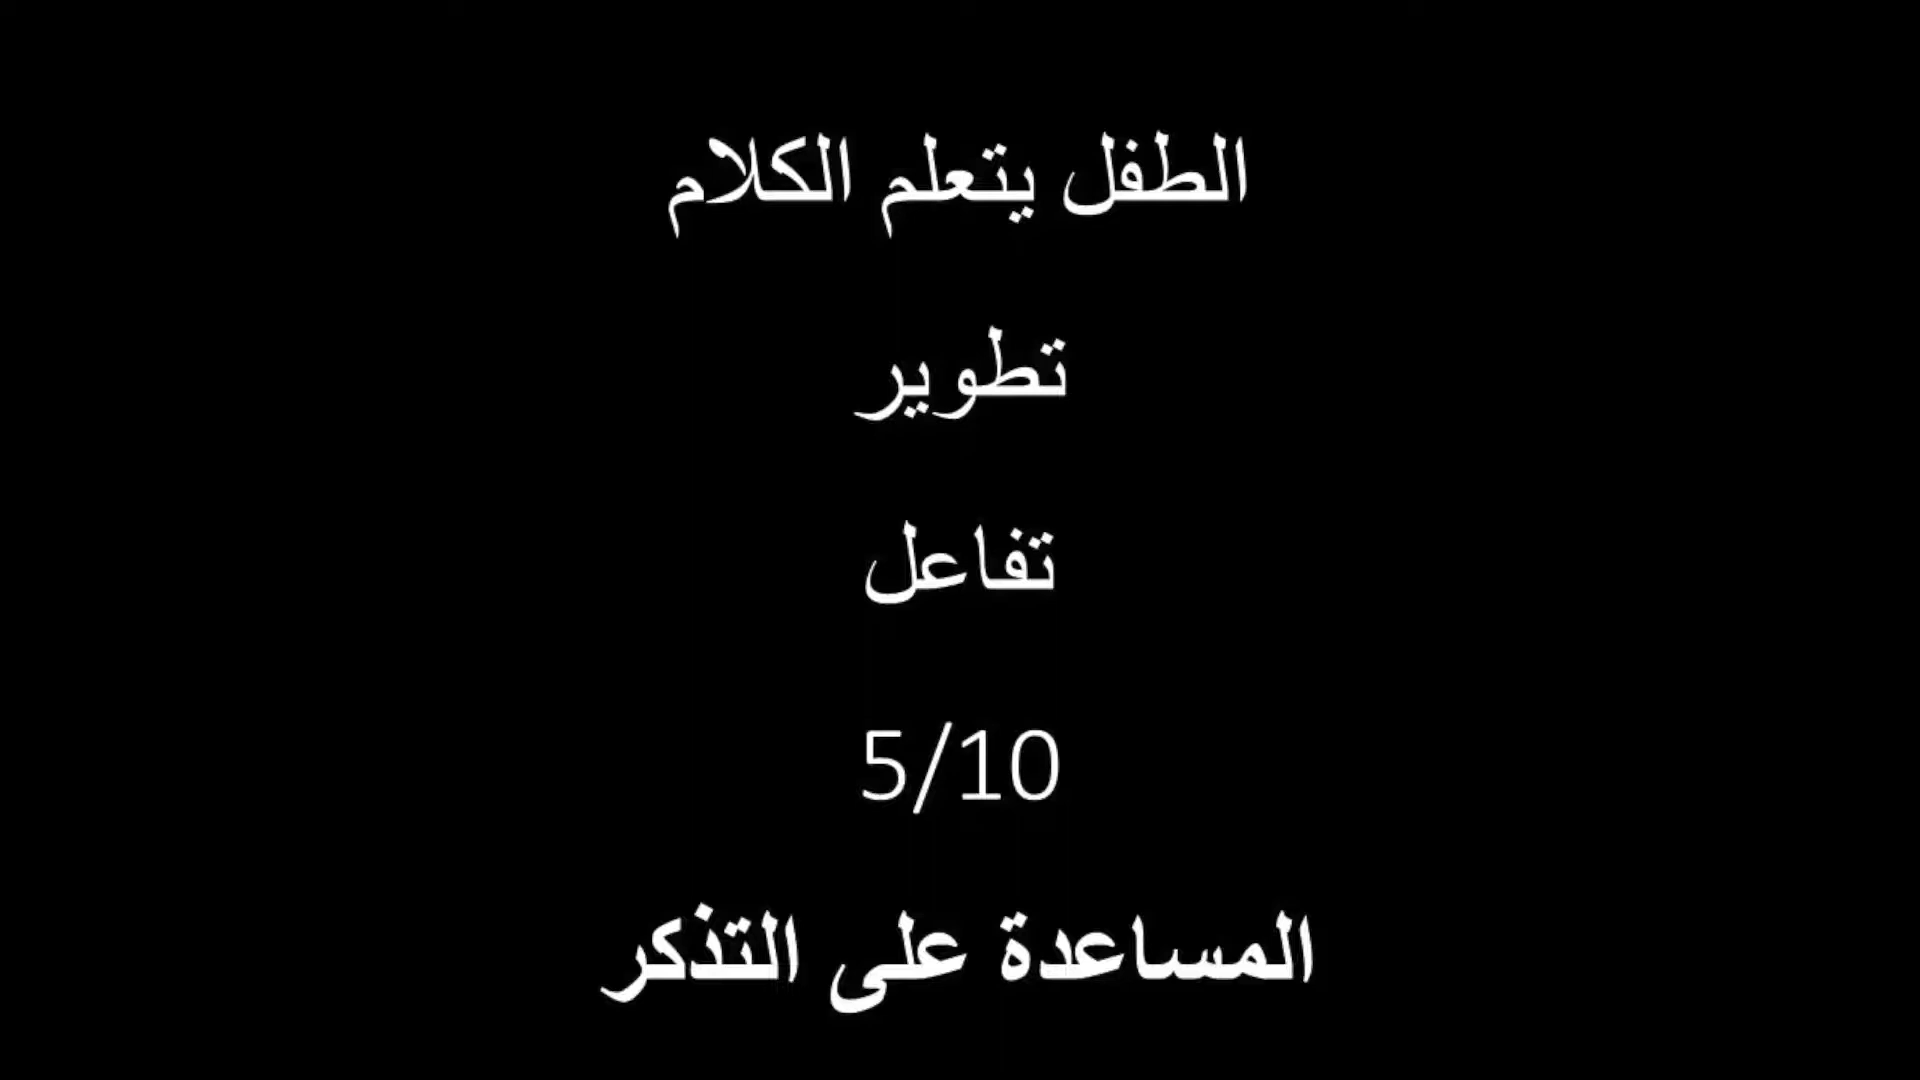 الطفل يتعلم الكلام
تطوير
تفاعل
5/10
المساعدة على التذكر